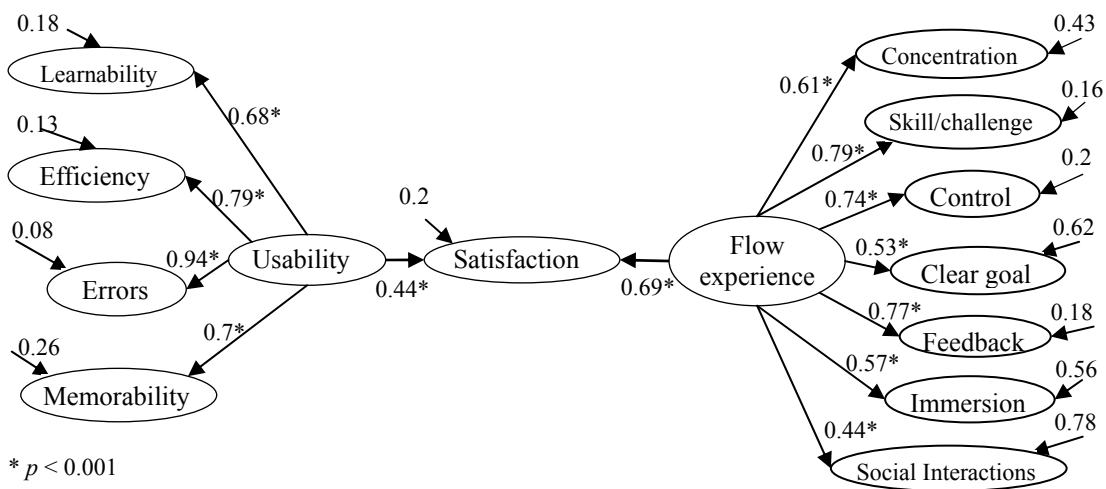 0.18
Learnability
0.68*
0.13
Efficiency
0.79*
0.08
Errors
0.94*
0.26
Memorability
0.7*
Usability
0.44*
0.2
Satisfaction
0.69*
Flow
experience
0.61*
0.43
Concentration
0.79*
0.16
Skill/challenge
0.74*
0.2
Control
0.53*
0.62
Clear goal
0.77*
0.18
Feedback
0.57*
0.56
Immersion
0.44*
0.78
Social Interactions
* p < 0.001